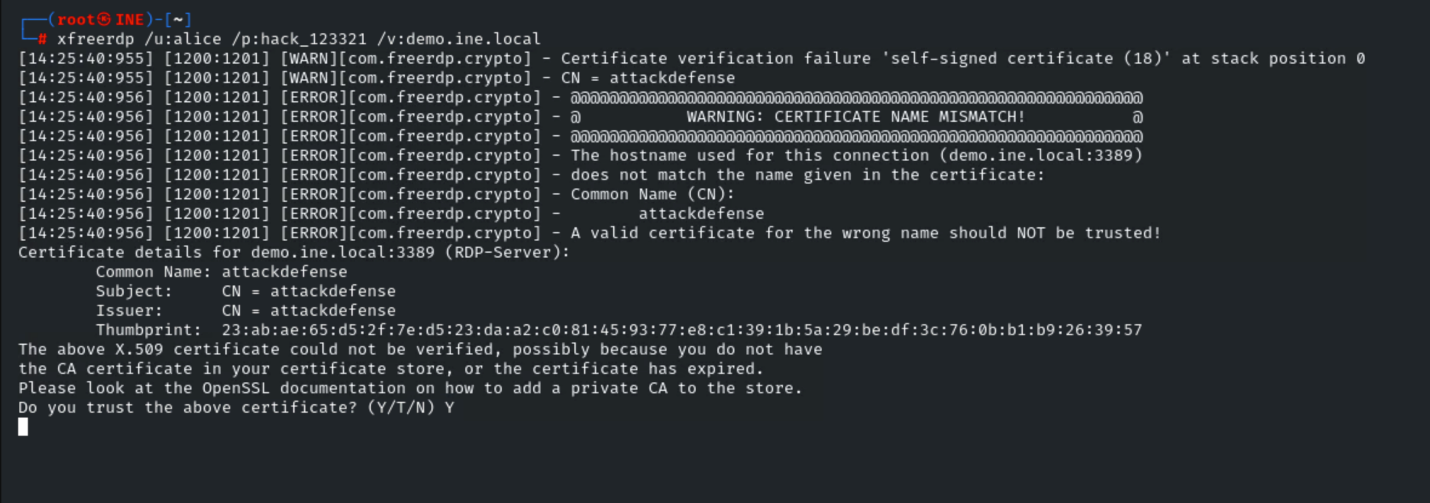 ┌──(root㉿INE)-[~]
└─# xfreerdp /u:alice /p:hack_123321 /v:demo.ine.local
[14:25:40:955] [1200:1201] [WARN][com.freerdp.crypto] - Certificate verification failure 'self-signed certificate (18)' at stack position 0
[14:25:40:955] [1200:1201] [WARN][com.freerdp.crypto] - CN = attackdefense
[14:25:40:956] [1200:1201] [ERROR][com.freerdp.crypto] - @@@@@@@@@@@@@@@@@@@@@@@@@@@@@@@@@@@@@@@@@@@@@@@@@@@@@@@@@@@
[14:25:40:956] [1200:1201] [ERROR][com.freerdp.crypto] - @           WARNING: CERTIFICATE NAME MISMATCH!           @
[14:25:40:956] [1200:1201] [ERROR][com.freerdp.crypto] - @@@@@@@@@@@@@@@@@@@@@@@@@@@@@@@@@@@@@@@@@@@@@@@@@@@@@@@@@@@
[14:25:40:956] [1200:1201] [ERROR][com.freerdp.crypto] - The hostname used for this connection (demo.ine.local:3389)
[14:25:40:956] [1200:1201] [ERROR][com.freerdp.crypto] - does not match the name given in the certificate:
[14:25:40:956] [1200:1201] [ERROR][com.freerdp.crypto] - Common Name (CN):
[14:25:40:956] [1200:1201] [ERROR][com.freerdp.crypto] -        attackdefense
[14:25:40:956] [1200:1201] [ERROR][com.freerdp.crypto] - A valid certificate for the wrong name should NOT be trusted!
Certificate details for demo.ine.local:3389 (RDP-Server):
        Common Name: attackdefense
        Subject:     CN = attackdefense
        Issuer:      CN = attackdefense
        Thumbprint:  23:ab:ae:65:d5:2f:7e:d5:23:da:a2:c0:81:45:93:77:e8:c1:39:1b:5a:29:be:df:3c:76:0b:b1:b9:26:39:57
The above X.509 certificate could not be verified, possibly because you do not have
the CA certificate in your certificate store, or the certificate has expired.
Please look at the OpenSSL documentation on how to add a private CA to the store.
Do you trust the above certificate? (Y/T/N) Y